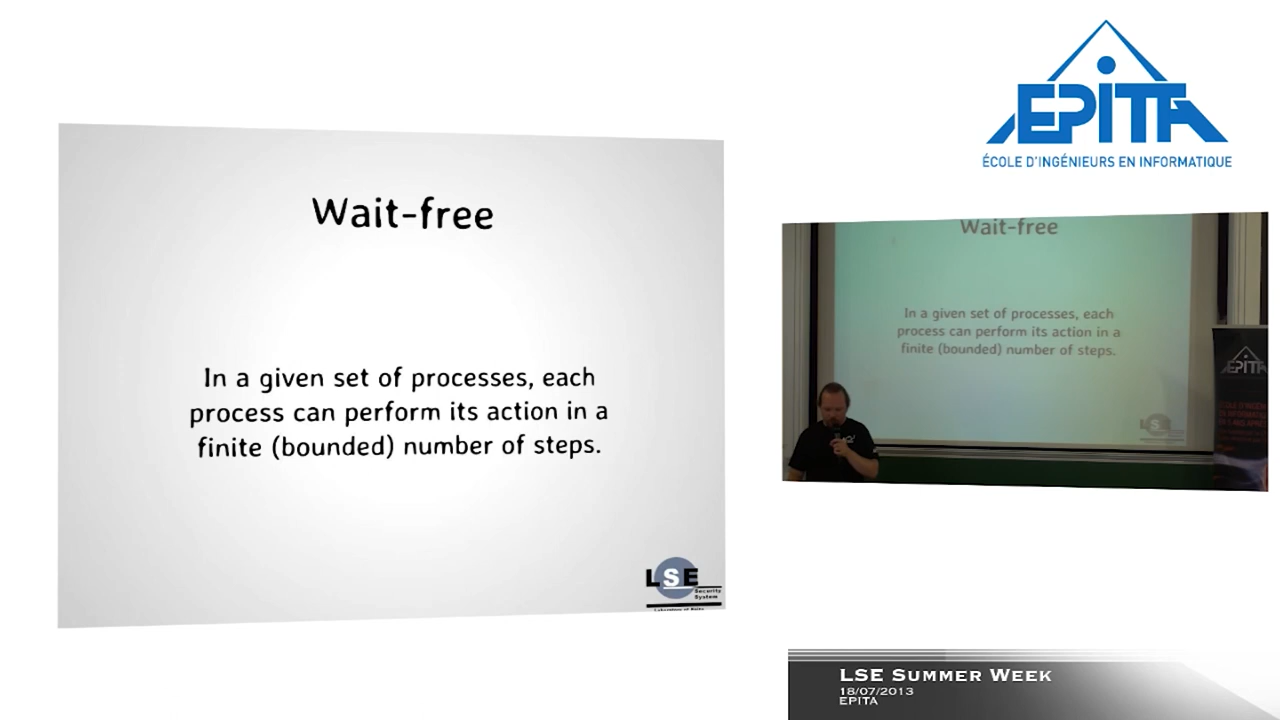 Wait-free
In a given set of processes, each
process can perform its action in a
finite (bounded) number of steps.
LSE
Security
System
EPITA
ÉCOLE D'INGÉNIEURS EN INFORMATIQUE
Wait-free
In a given set of processes, each
process can perform its action in a
finite (bounded) number of steps.
LSE
EPITA
LSE SUMMER WEEK
18/07/2013
EPITA